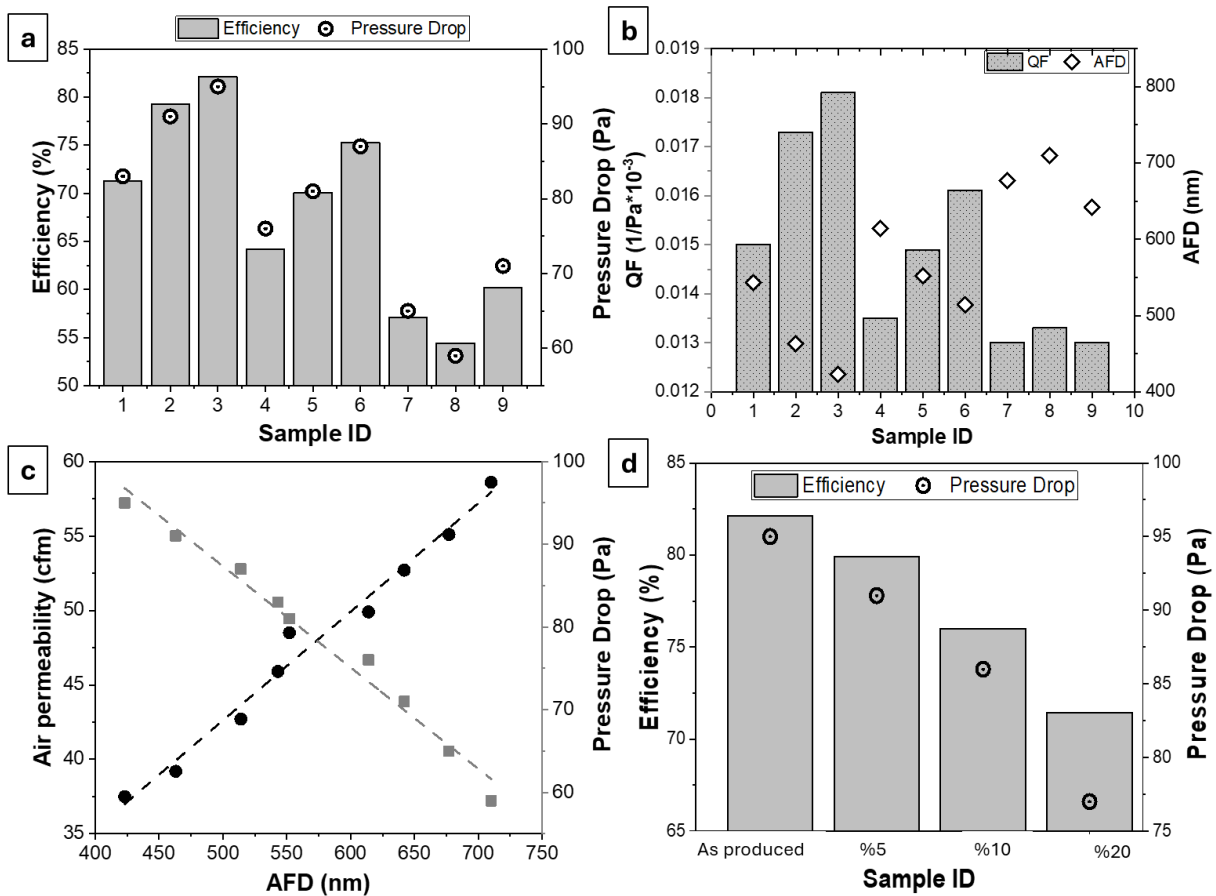 a
Efficiency Pressure Drop
85
80
75
70
65
60
55
50
Efficiency (%)
100
90
80
70
60
Pressure Drop (Pa)
1 2 3 4 5 6 7 8 9
Sample ID
b
QF AFD
0.019
0.018
0.017
0.016
0.015
0.014
0.013
0.012
QF (1/Pa*10⁻³)
800
700
600
500
400
AFD (nm)
0 1 2 3 4 5 6 7 8 9 10
Sample ID
c
60
55
50
45
40
35
Air permeability (cfm)
100
90
80
70
60
Pressure Drop (Pa)
400 450 500 550 600 650 700 750
AFD (nm)
d
Efficiency Pressure Drop
85
80
75
70
65
Efficiency (%)
100
95
90
85
80
75
Pressure Drop (Pa)
As produced %5 %10 %20
Sample ID